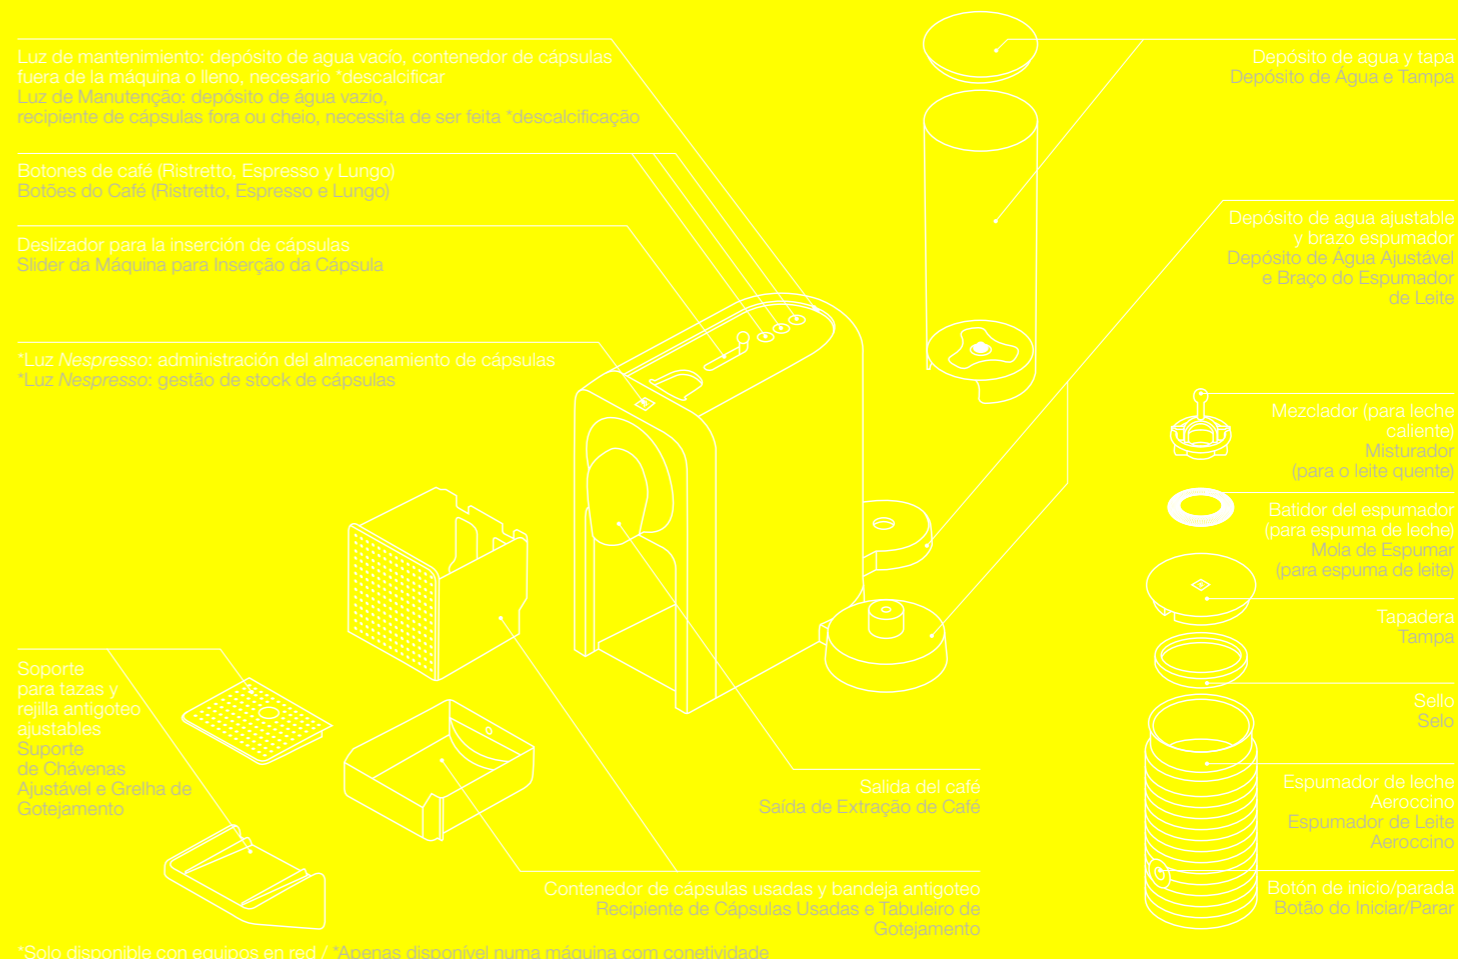 Luz de mantenimiento: depósito de agua vacío, contenedor de cápsulas
fuera de la máquina o lleno, necesario *descalcificar
Luz de Manutenção: depósito de água vazio,
recipiente de cápsulas fora ou cheio, necessita de ser feita *descalcificação
Botones de café (Ristretto, Espresso y Lungo)
Botões do Café (Ristretto, Espresso e Lungo)
Deslizador para la inserción de cápsulas
Slider da Máquina para Inserção da Cápsula
*Luz Nespresso: administración del almacenamiento de cápsulas
*Luz Nespresso: gestão de stock de cápsulas
Soporte
para tazas y
rejilla antigoteo
ajustables
Suporte
de Chávenas
Ajustável e Grelha de
Gotejamento
Depósito de agua y tapa
Depósito de Água e Tampa
Depósito de agua ajustable
y brazo espumador
Depósito de Água Ajustável
e Braço do Espumador
de Leite
Mezclador (para leche
caliente)
Misturador
(para o leite quente)
Batidor del espumador
(para espuma de leche)
Mola de Espumar
(para espuma de leite)
Tapadera
Tampa
Sello
Selo
Espumador de leche
Aeroccino
Espumador de Leite
Aeroccino
Botón de inicio/parada
Botão do Iniciar/Parar
Salida del café
Saída de Extração de Café
Contenedor de cápsulas usadas y bandeja antigoteo
Recipiente de Cápsulas Usadas e Tabuleiro de
Gotejamento
*Solo disponible con equipos en red / *Apenas disponível numa máquina com conetividade